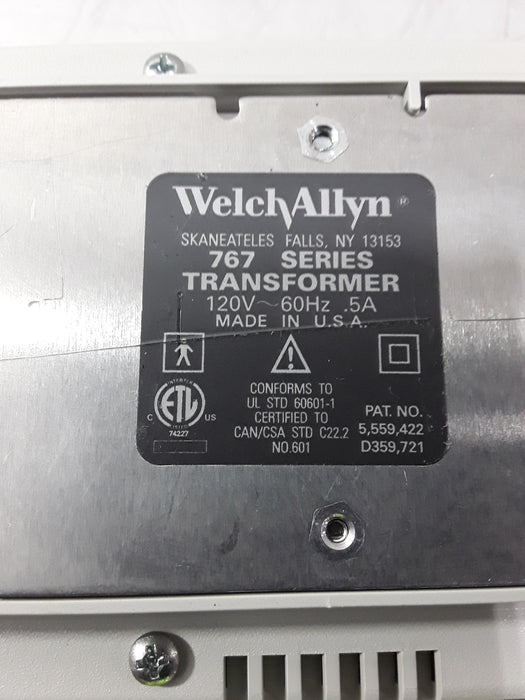 WelchAllyn®
SKANEATELES FALLS, NY 13153
767 SERIES
TRANSFORMER
120V~60Hz .5A
MADE IN U.S.A.
INTERTEK
C ETL US
LISTED
74227
CONFORMS TO
UL STD 60601-1
CERTIFIED TO
CAN/CSA STD C22.2
NO.601
PAT. NO.
5,559,422
D359,721